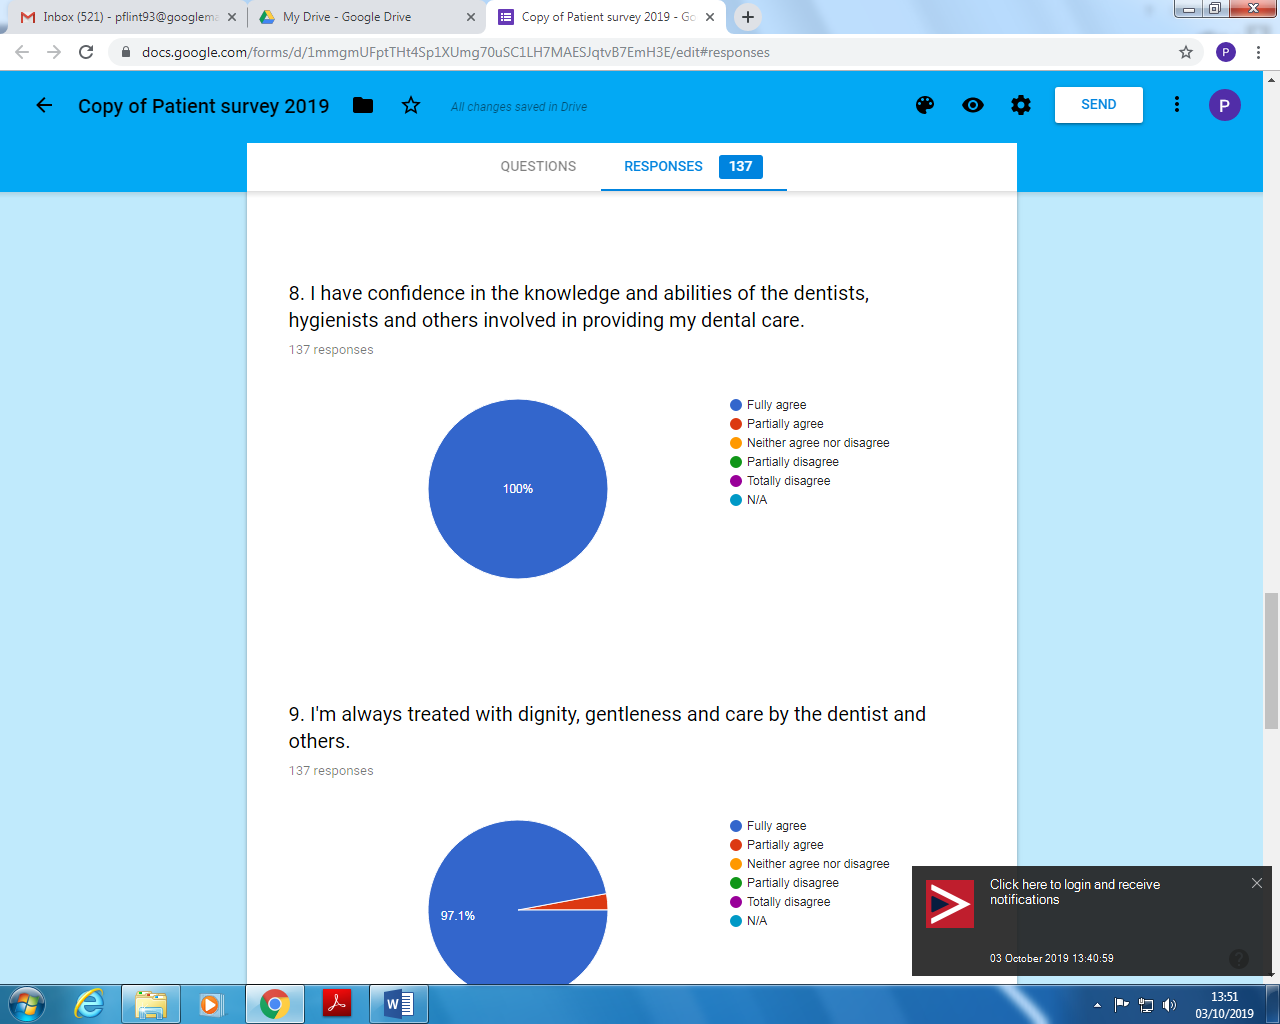 Inbox (521) - pflint93@googlema
My Drive - Google Drive
Copy of Patient survey 2019 - Go
docs.google.com/forms/d/1mmgmUFptTHt4Sp1XUmg70uSC1LH7MAESJqtvB7EmH3E/edit#responses
P
Copy of Patient survey 2019
All changes saved in Drive
SEND
P
QUESTIONS
RESPONSES 137
8. I have confidence in the knowledge and abilities of the dentists,
hygienists and others involved in providing my dental care.
137 responses
100%
Fully agree
Partially agree
Neither agree nor disagree
Partially disagree
Totally disagree
N/A
9. I'm always treated with dignity, gentleness and care by the dentist and
others.
137 responses
97.1%
Fully agree
Partially agree
Neither agree nor disagree
Partially disagree
Totally disagree
N/A
Click here to login and receive
notifications
03 October 2019 13:40:59
13:51
03/10/2019